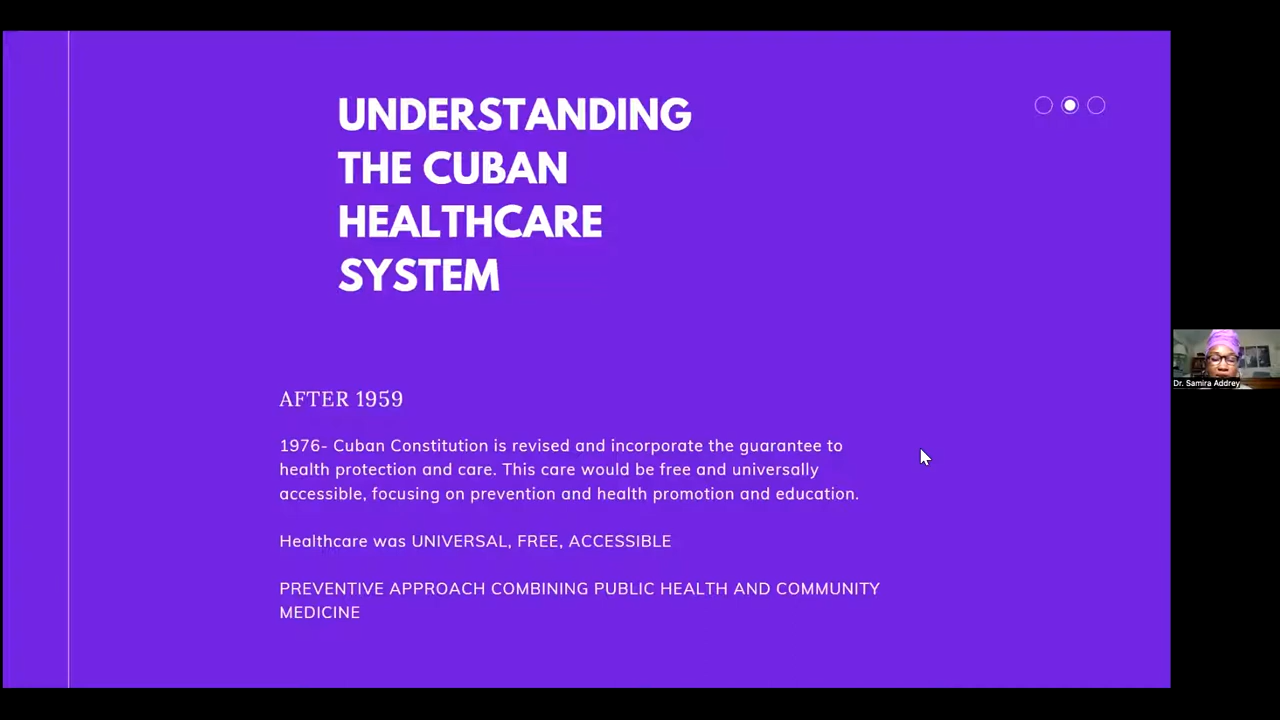 UNDERSTANDING
THE CUBAN
HEALTHCARE
SYSTEM
AFTER 1959
1976- Cuban Constitution is revised and incorporate the guarantee to
health protection and care. This care would be free and universally
accessible, focusing on prevention and health promotion and education.
Healthcare was UNIVERSAL, FREE, ACCESSIBLE
PREVENTIVE APPROACH COMBINING PUBLIC HEALTH AND COMMUNITY
MEDICINE
Dr. Samira Addrey